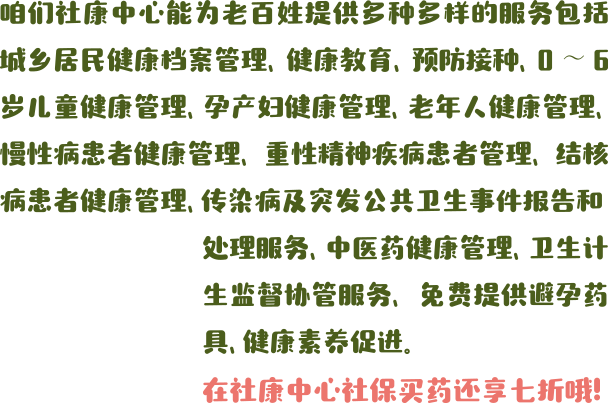 咱们社康中心能为老百姓提供多种多样的服务包括
城乡居民健康档案管理、健康教育、预防接种、0～6
岁儿童健康管理、孕产妇健康管理、老年人健康管理、
慢性病患者健康管理、重性精神疾病患者管理、结核
病患者健康管理、传染病及突发公共卫生事件报告和
处理服务、中医药健康管理、卫生计
生监督协管服务、免费提供避孕药
具、健康素养促进。
在社康中心社保买药还享七折哦!